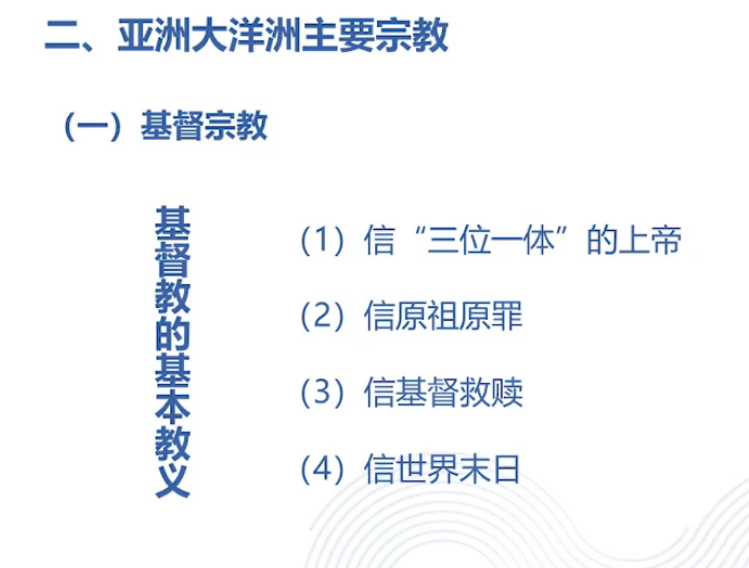 二、亚洲大洋洲主要宗教
（一）基督宗教
基督教的基本教义
（1）信“三位一体”的上帝
（2）信原祖原罪
（3）信基督救赎
（4）信世界末日